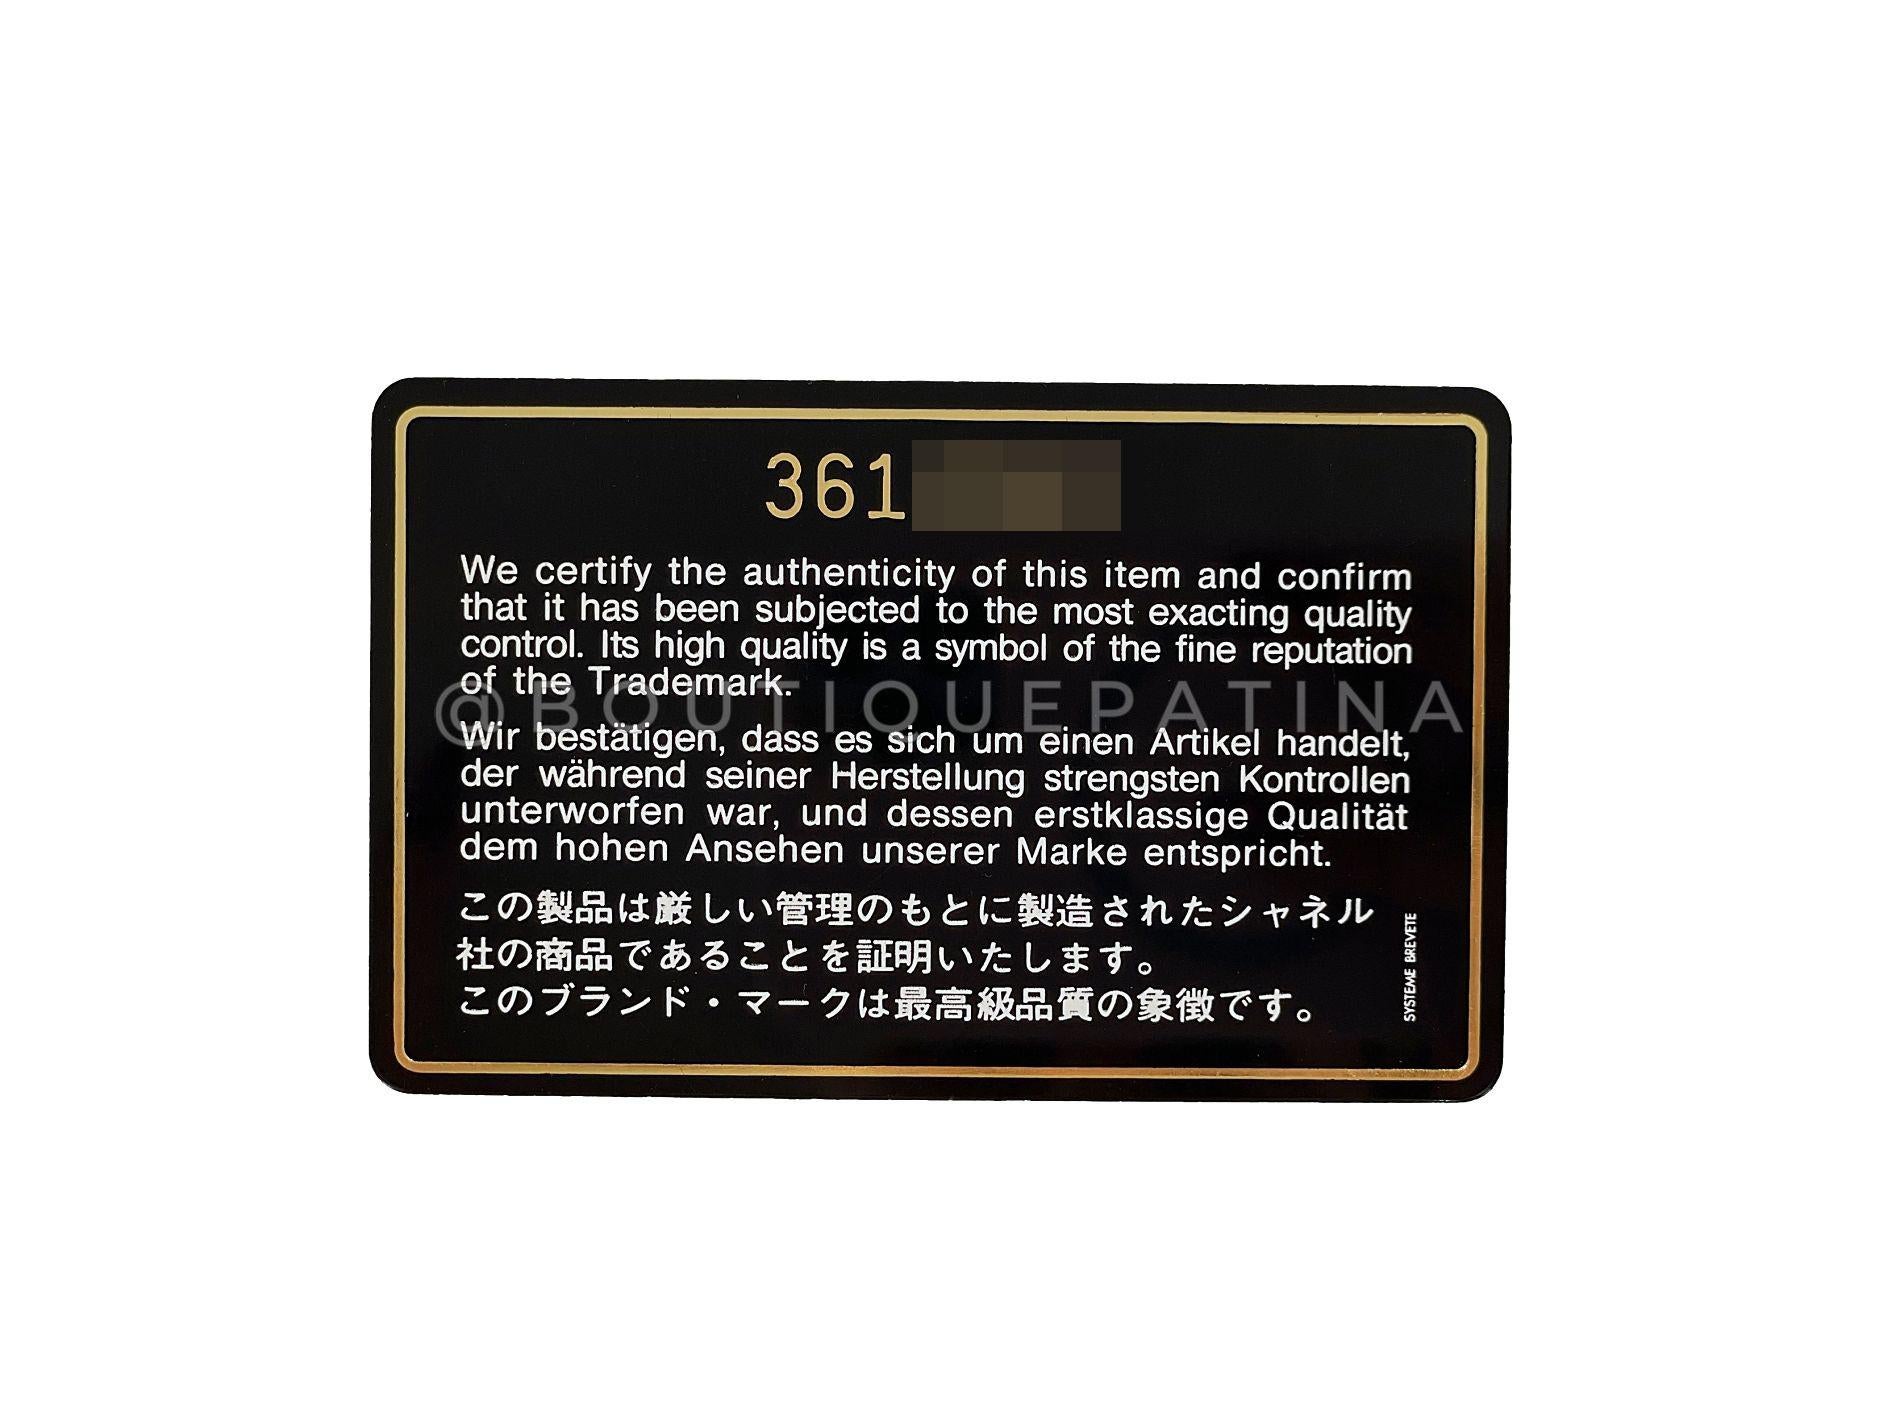 361
We certify the authenticity of this item and confirm
that it has been subjected to the most exacting quality
control. Its high quality is a symbol of the fine reputation
of the Trademark.
@BOUTIQUEPATINA
Wir bestätigen, dass es sich um einen Artikel handelt,
der während seiner Herstellung strengsten Kontrollen
unterworfen war, und dessen erstklassige Qualität
dem hohen Ansehen unserer Marke entspricht.
この製品は厳しい管理のもとに製造されたシャネル
社の商品であることを証明いたします。
このブランド・マークは最高級品質の象徴です。
SYSTEME BREVETE